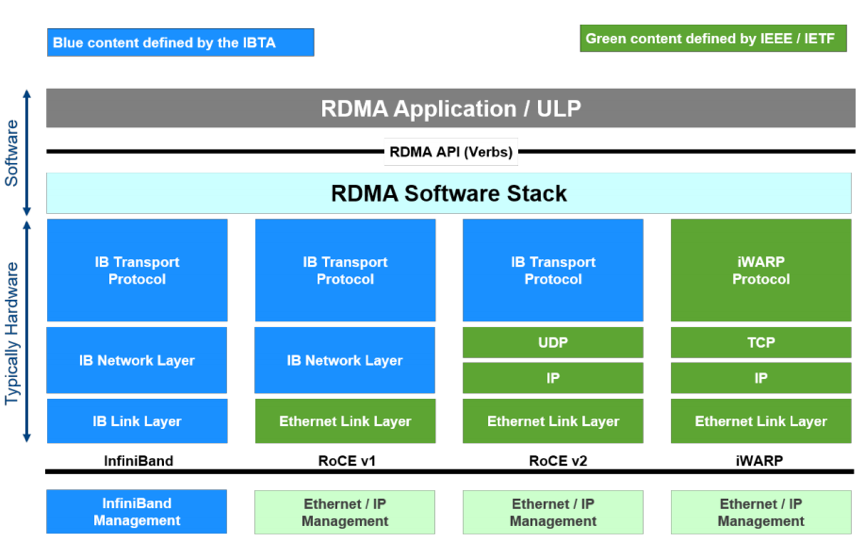 Blue content defined by the IBTA
Green content defined by IEEE / IETF
RDMA Application / ULP
RDMA API (Verbs)
RDMA Software Stack
Software
Typically Hardware
IB Transport
Protocol
IB Transport
Protocol
IB Transport
Protocol
iWARP
Protocol
IB Network Layer
IB Network Layer
UDP
IP
TCP
IP
IB Link Layer
Ethernet Link Layer
Ethernet Link Layer
Ethernet Link Layer
InfiniBand
RoCE v1
RoCE v2
iWARP
InfiniBand
Management
Ethernet / IP
Management
Ethernet / IP
Management
Ethernet / IP
Management